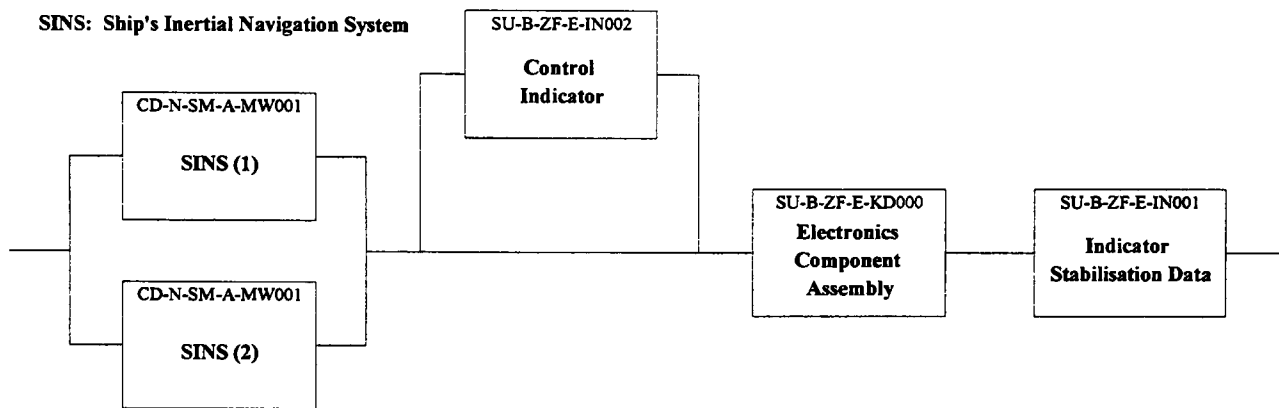 SINS: Ship's Inertial Navigation System
SU-B-ZF-E-IN002
Control
Indicator
CD-N-SM-A-MW001
SINS (1)
SU-B-ZF-E-KD000
Electronics
Component
Assembly
SU-B-ZF-E-IN001
Indicator
Stabilisation Data
CD-N-SM-A-MW001
SINS (2)